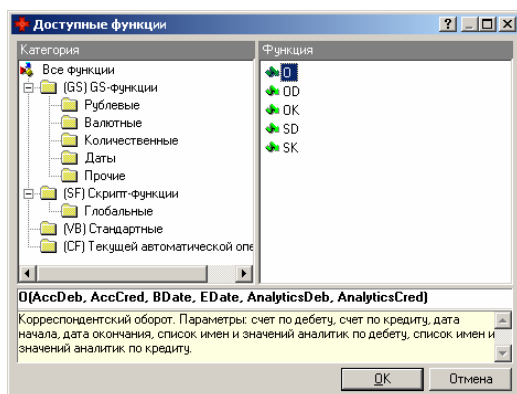 Доступные функции
Категория
Функция
Все функции
(GS) GS-функции
Рублевые
Валютные
Количественные
Даты
Прочие
(SF) Скрипт-функции
Глобальные
(VB) Стандартные
(CF) Текущей автоматической опе
O
OD
OK
SD
SK
O(AccDeb, AccCred, BDate, EDate, AnalyticsDeb, AnalyticsCred)
Корреспондентский оборот. Параметры: счет по дебету, счет по кредиту, дата
начала, дата окончания, список имен и значений аналитик по дебету, список имен и
значений аналитик по кредиту.
OK
Отмена